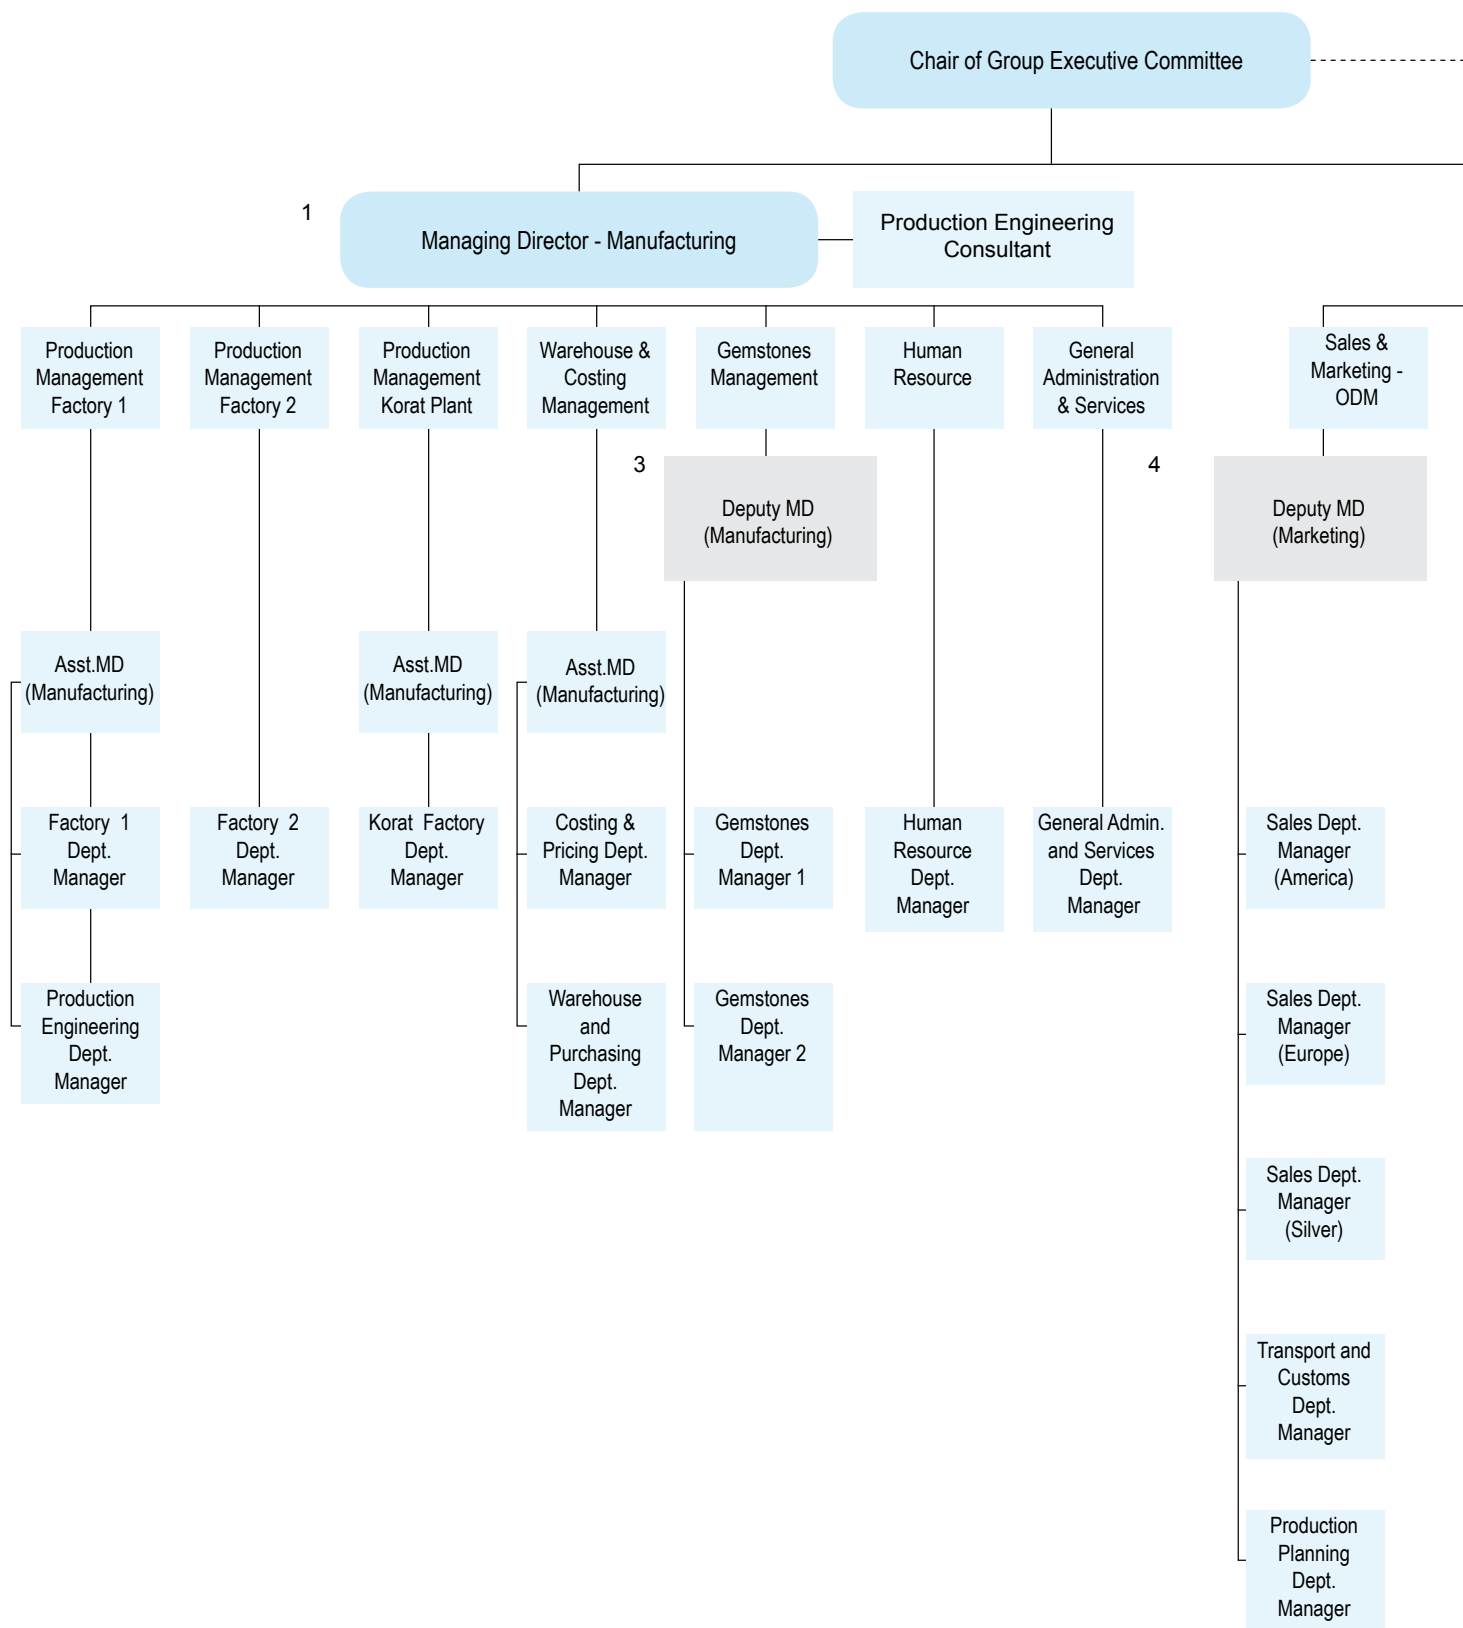 Chair of Group Executive Committee
1
Managing Director - Manufacturing
Production Engineering
Consultant
Production
Management
Factory 1
Production
Management
Factory 2
Production
Management
Korat Plant
Warehouse &
Costing
Management
Gemstones
Management
Human
Resource
General
Administration
& Services
Sales &
Marketing -
ODM
3
Deputy MD
(Manufacturing)
4
Deputy MD
(Marketing)
Asst.MD
(Manufacturing)
Asst.MD
(Manufacturing)
Asst.MD
(Manufacturing)
Factory 1
Dept.
Manager
Factory 2
Dept.
Manager
Korat Factory
Dept.
Manager
Costing &
Pricing Dept.
Manager
Gemstones
Dept.
Manager 1
Human
Resource
Dept.
Manager
General Admin.
and Services
Dept.
Manager
Sales Dept.
Manager
(America)
Production
Engineering
Dept.
Manager
Warehouse
and
Purchasing
Dept.
Manager
Gemstones
Dept.
Manager 2
Sales Dept.
Manager
(Europe)
Sales Dept.
Manager
(Silver)
Transport and
Customs
Dept.
Manager
Production
Planning
Dept.
Manager